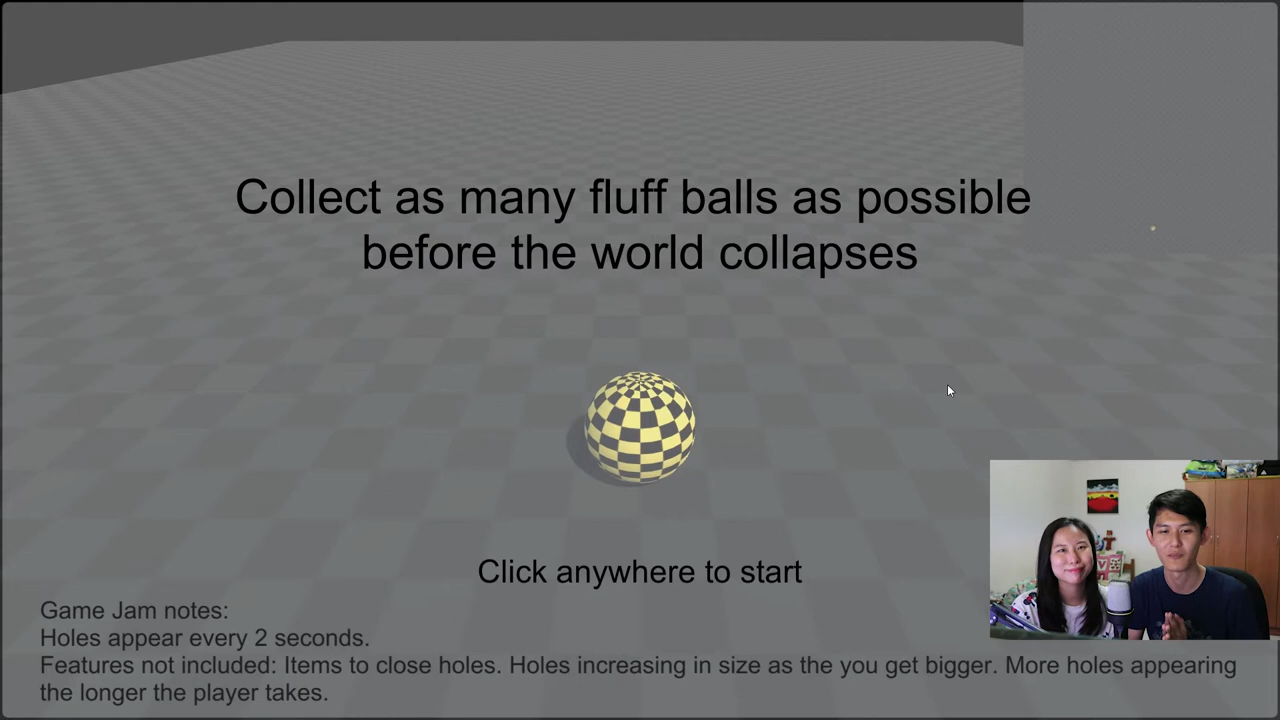 Collect as many fluff balls as possible
before the world collapses
Click anywhere to start
Game Jam notes:
Holes appear every 2 seconds.
Features not included: Items to close holes. Holes increasing in size as the you get bigger. More holes appearing
the longer the player takes.